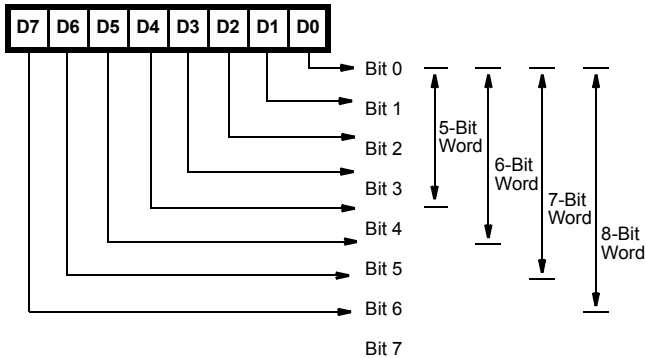 D7 D6 D5 D4 D3 D2 D1 D0
Bit 0
Bit 1
Bit 2
Bit 3
Bit 4
Bit 5
Bit 6
Bit 7
5-Bit
Word
6-Bit
Word
7-Bit
Word
8-Bit
Word